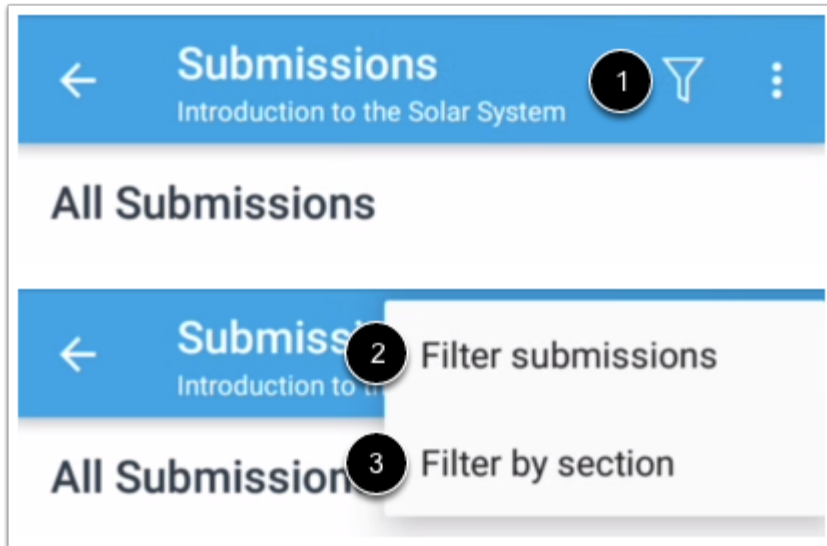 Submissions
Introduction to the Solar System
1
All Submissions
Submiss
2
Filter submissions
Introduction to
All Submission
3
Filter by section